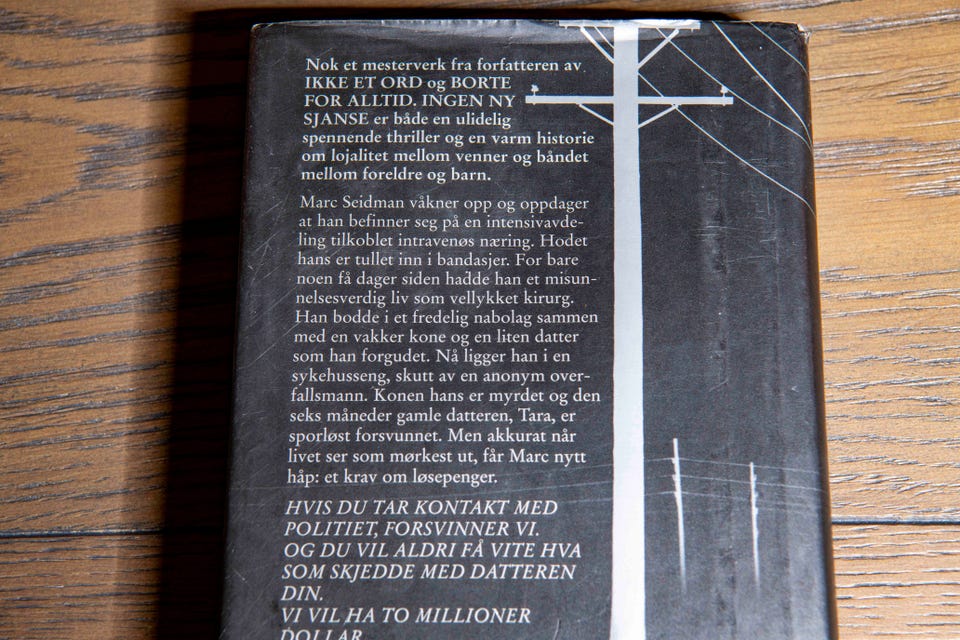 Nok et mesterverk fra forfatteren av
IKKE ET ORD og BORTE
FOR ALLTID. INGEN NY
SJANSE er både en ulidelig
spennende thriller og en varm historie
om lojalitet mellom venner og båndet
mellom foreldre og barn.
Marc Seidman våkner opp og oppdager
at han befinner seg på en intensivavde-
ling tilkoblet intravenøs næring. Hodet
hans er tullet inn i bandasjer. For bare
noen få dager siden hadde han et misun-
nelsesverdig liv som vellykket kirurg.
Han bodde i et fredelig nabolag sammen
med en vakker kone og en liten datter
som han forgudet. Nå ligger han i en
sykehusseng, skutt av en anonym over-
fallsmann. Konen hans er myrdet og den
seks måneder gamle datteren, Tara, er
sporløst forsvunnet. Men akkurat når
livet ser som mørkest ut, får Marc nytt
håp: et krav om løsepenger.
HVIS DU TAR KONTAKT MED
POLITIET, FORSVINNER VI.
OG DU VIL ALDRI FÅ VITE HVA
SOM SKJEDDE MED DATTEREN
DIN.
VI VIL HA TO MILLIONER
DOLLAR